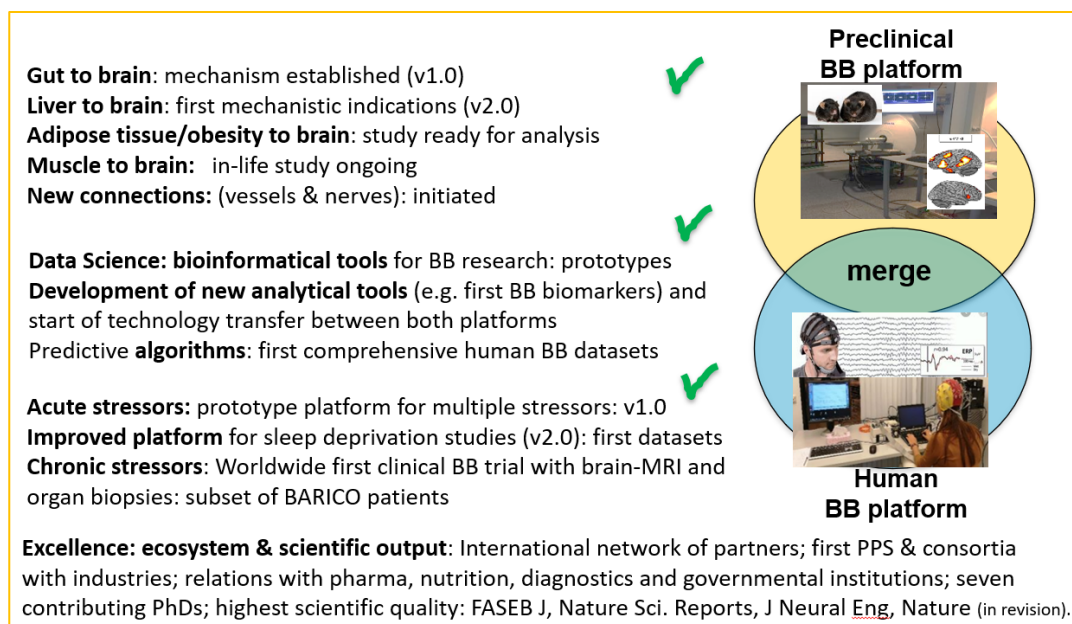 Preclinical
BB platform
Gut to brain: mechanism established (v1.0)
Liver to brain: first mechanistic indications (v2.0)
Adipose tissue/obesity to brain: study ready for analysis
Muscle to brain: in-life study ongoing
New connections: (vessels & nerves): initiated
Data Science: bioinformatical tools for BB research: prototypes
Development of new analytical tools (e.g. first BB biomarkers) and
start of technology transfer between both platforms
Predictive algorithms: first comprehensive human BB datasets
merge
ERP
Acute stressors: prototype platform for multiple stressors: v1.0
Improved platform for sleep deprivation studies (v2.0): first datasets
Chronic stressors: Worldwide first clinical BB trial with brain-MRI and
organ biopsies: subset of BARICO patients
Human
BB platform
Excellence: ecosystem & scientific output: International network of partners; first PPS & consortia
with industries; relations with pharma, nutrition, diagnostics and governmental institutions; seven
contributing PhDs; highest scientific quality: FASEB J, Nature Sci. Reports, J Neural Eng, Nature (in revision).